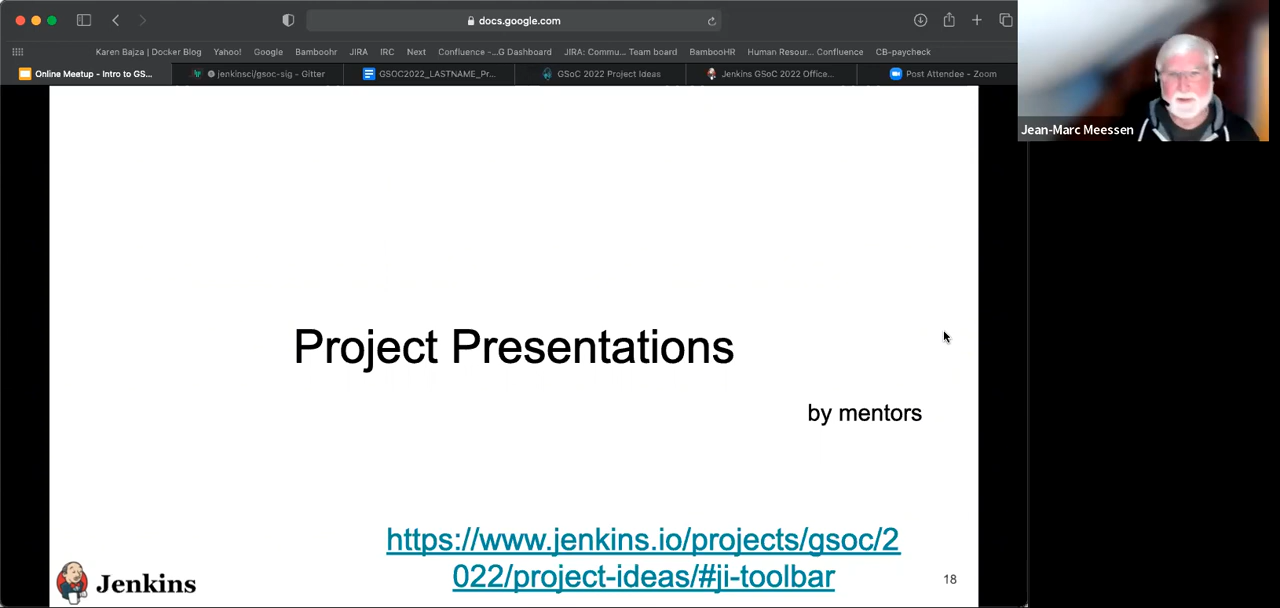 docs.google.com
Karen Bajza | Docker Blog Yahoo! Google Bamboohr JIRA IRC Next Confluence -...G Dashboard JIRA: Commu... Team board BambooHR Human Resour... Confluence CB-paycheck
Online Meetup - Intro to GS... jenkinsci/gsoc-sig - Gitter GSOC2022_LASTNAME_Pr... GSoC 2022 Project Ideas Jenkins GSoC 2022 Office... Post Attendee - Zoom
Jean-Marc Meessen
Project Presentations
by mentors
https://www.jenkins.io/projects/gsoc/2
022/project-ideas/#ji-toolbar
Jenkins
18